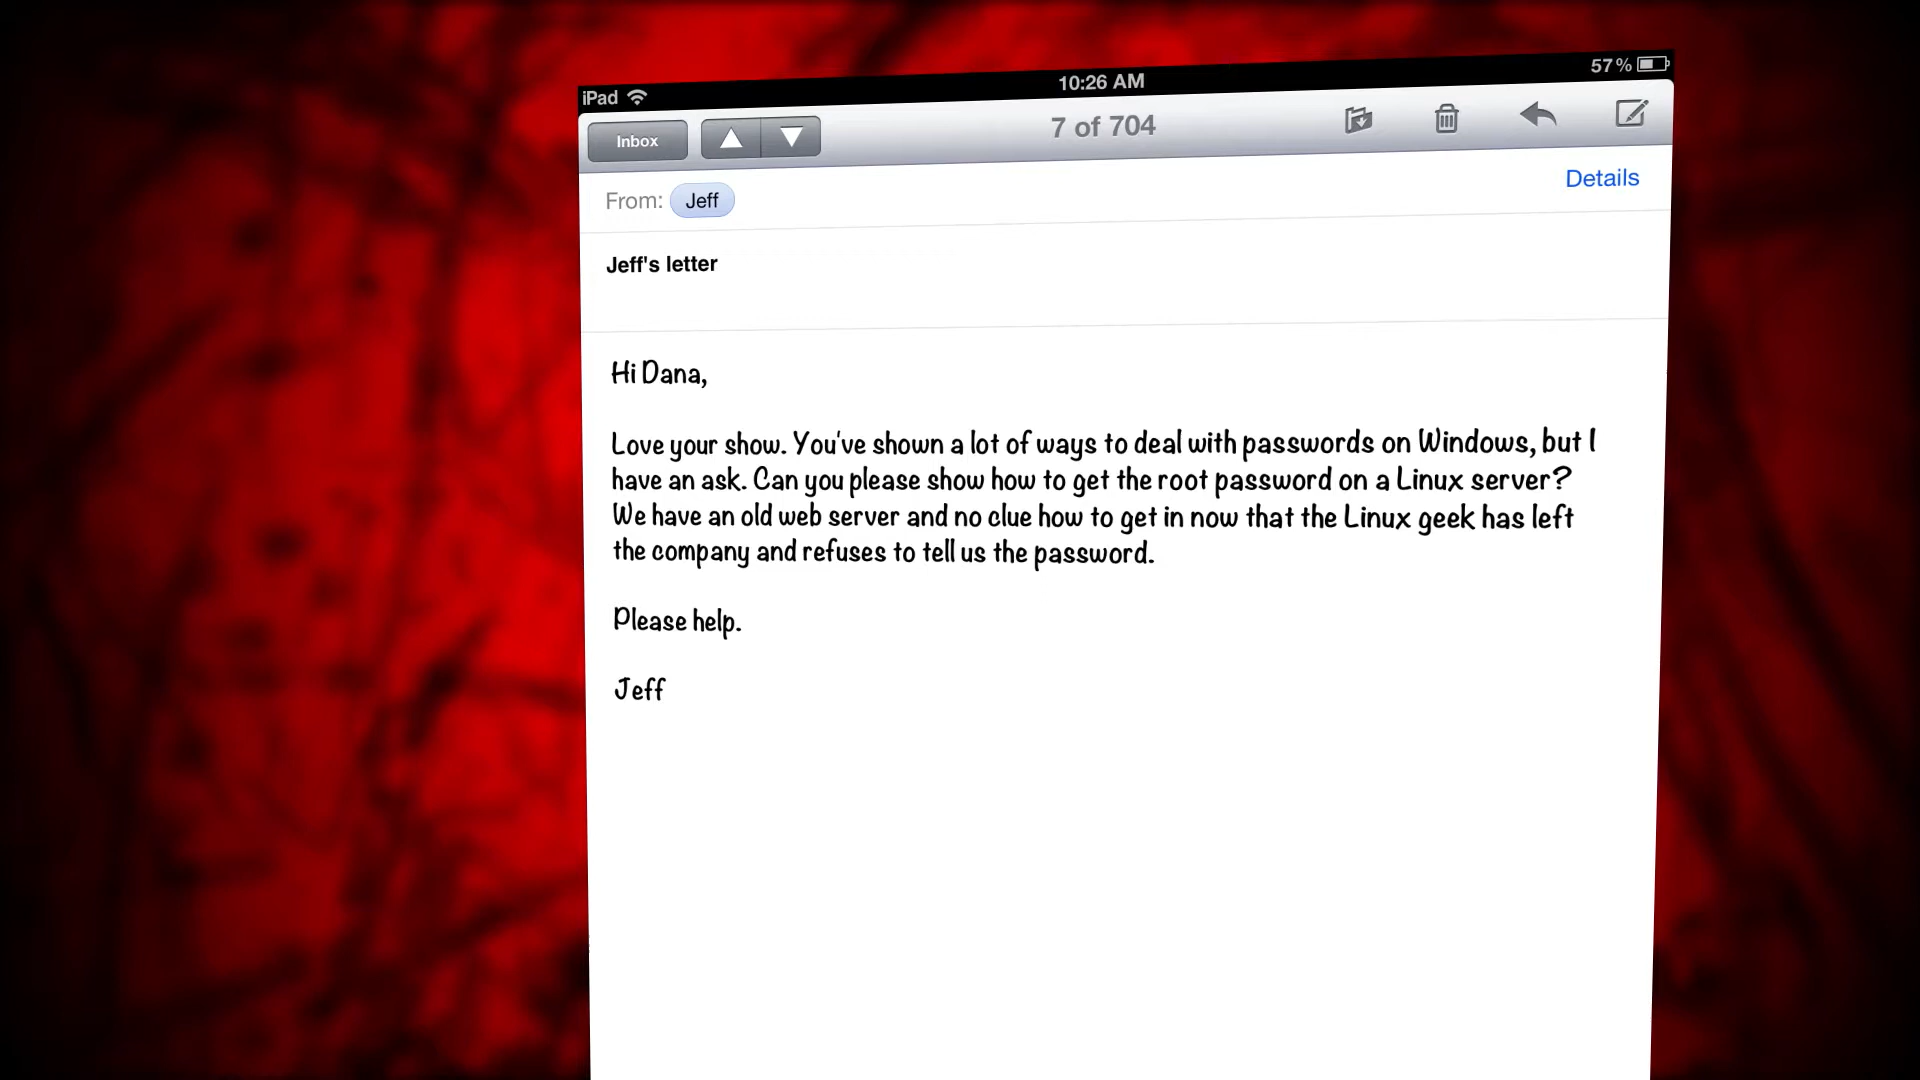 iPad 10:26 AM 57%
Inbox 7 of 704
From: Jeff Details
Jeff's letter
Hi Dana,
Love your show. You've shown a lot of ways to deal with passwords on Windows, but I
have an ask. Can you please show how to get the root password on a Linux server?
We have an old web server and no clue how to get in now that the Linux geek has left
the company and refuses to tell us the password.
Please help.
Jeff